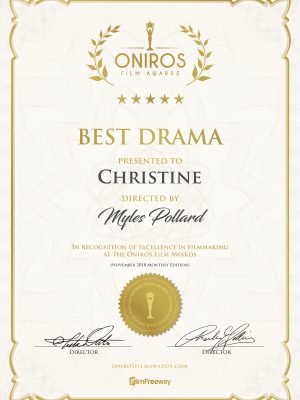 ONIROS
FILM AWARDS
BEST DRAMA
PRESENTED TO
CHRISTINE
DIRECTED BY
Myles Pollard
IN RECOGNITION OF EXCELLENCE IN FILMMAKING
AT THE ONIROS FILM AWARDS
(NOVEMBER 2018 MONTHLY EDITION)
DIRECTOR
DIRECTOR
ONIROSFILMAWARDS.COM
FilmFreeway